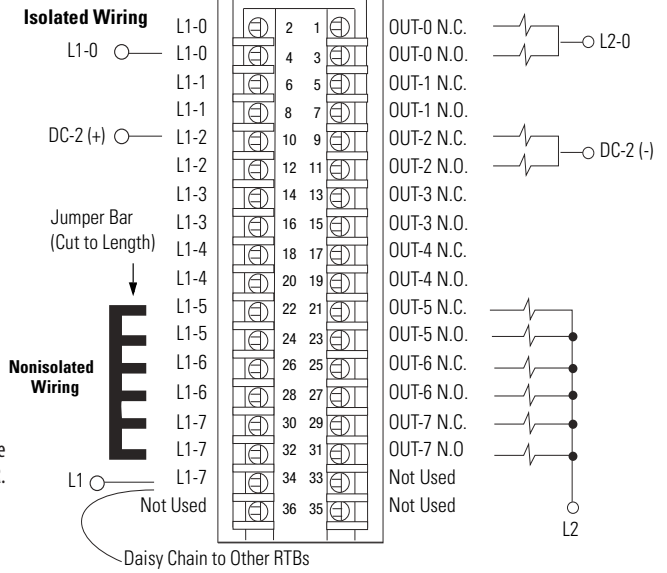 Isolated Wiring
L1-0 2 1 OUT-0 N.C.
L1-0 L1-0 4 3 OUT-0 N.O. L2-0
L1-1 6 5 OUT-1 N.C.
L1-1 8 7 OUT-1 N.O.
DC-2 (+) L1-2 10 9 OUT-2 N.C. DC-2 (-)
L1-2 12 11 OUT-2 N.O.
L1-3 14 13 OUT-3 N.C.
L1-3 16 15 OUT-3 N.O.
Jumper Bar
(Cut to Length)
L1-4 18 17 OUT-4 N.C.
L1-4 20 19 OUT-4 N.O.
L1-5 22 21 OUT-5 N.C.
L1-5 24 23 OUT-5 N.O.
L1-6 26 25 OUT-6 N.C.
Nonisolated
Wiring
L1-6 28 27 OUT-6 N.O.
L1-7 30 29 OUT-7 N.C.
L1-7 32 31 OUT-7 N.O
L1 L1-7 34 33 Not Used
Not Used 36 35 Not Used
L2
Daisy Chain to Other RTBs